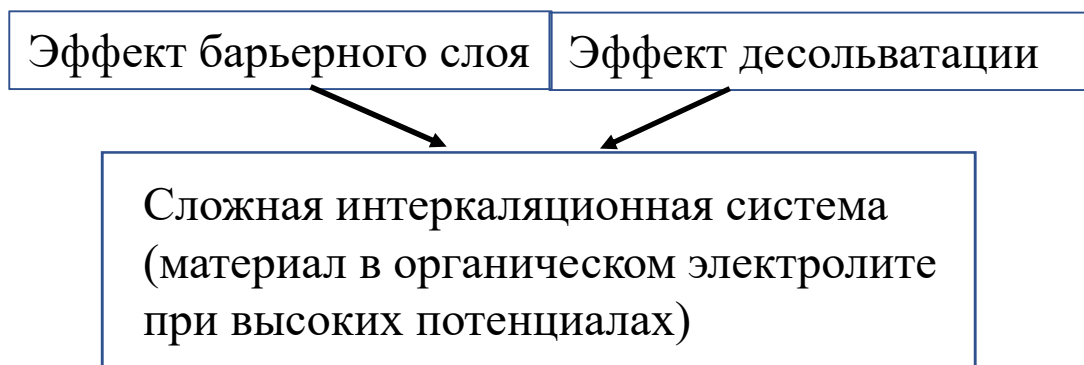 Эффект барьерного слоя
Эффект десольватации
Сложная интеркаляционная система
(материал в органическом электролите
при высоких потенциалах)